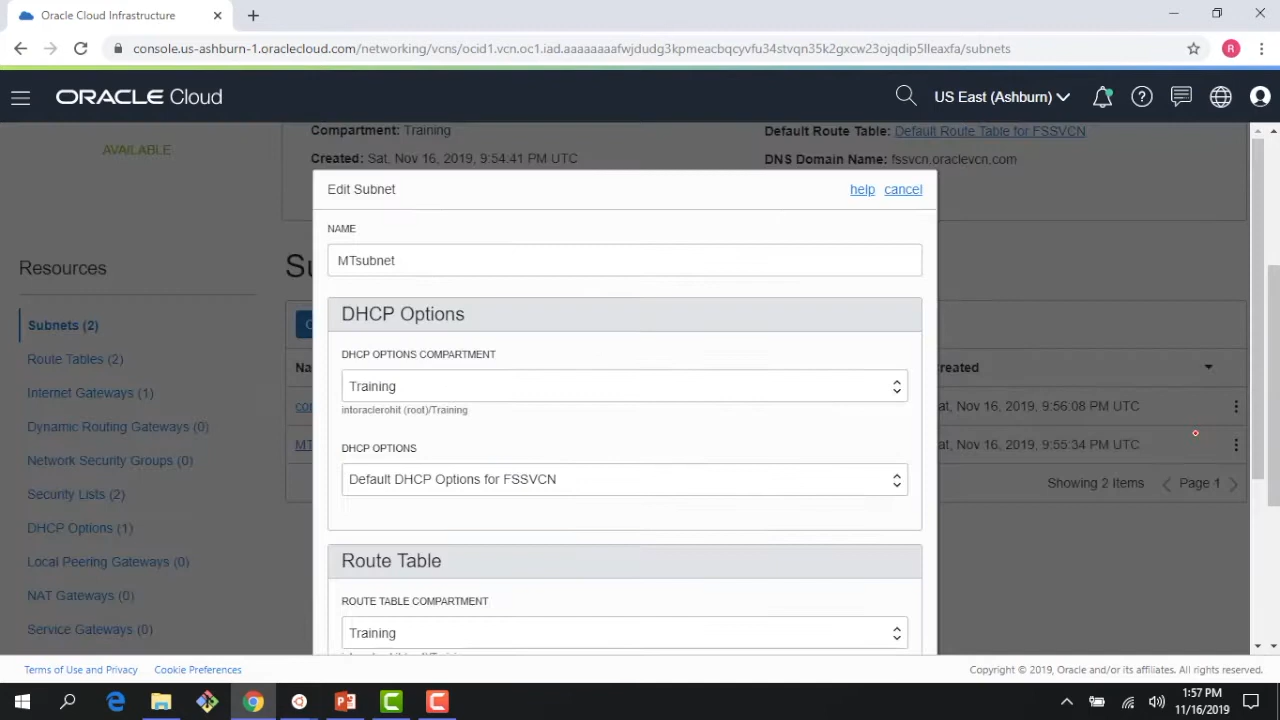 Oracle Cloud Infrastructure
console.us-ashburn-1.oraclecloud.com/networking/vcns/ocid1.vcn.oc1.iad.aaaaaaaafwjdudg3kpmeacbqcyvfu34stvqn35k2gxcw23ojqdip5lleaxfa/subnets
R
ORACLE Cloud
US East (Ashburn)
AVAILABLE
Compartment: Training
Default Route Table: Default Route Table for FSSVCN
Created: Sat, Nov 16, 2019, 9:54:41 PM UTC
DNS Domain Name: fssvcn.oraclevcn.com
Edit Subnet
help cancel
NAME
MTsubnet
DHCP Options
DHCP OPTIONS COMPARTMENT
Training
intoraclerohit (root)/Training
DHCP OPTIONS
Default DHCP Options for FSSVCN
Route Table
ROUTE TABLE COMPARTMENT
Training
Resources
Subnets (2)
Route Tables (2)
Internet Gateways (1)
Dynamic Routing Gateways (0)
Network Security Groups (0)
Security Lists (2)
DHCP Options (1)
Local Peering Gateways (0)
NAT Gateways (0)
Service Gateways (0)
Su
Na
reated
co
at, Nov 16, 2019, 9:56:08 PM UTC
MT
at, Nov 16, 2019, 9:55:34 PM UTC
Showing 2 Items
Page 1
Terms of Use and Privacy
Cookie Preferences
Copyright © 2019, Oracle and/or its affiliates. All rights reserved.
1:57 PM
11/16/2019